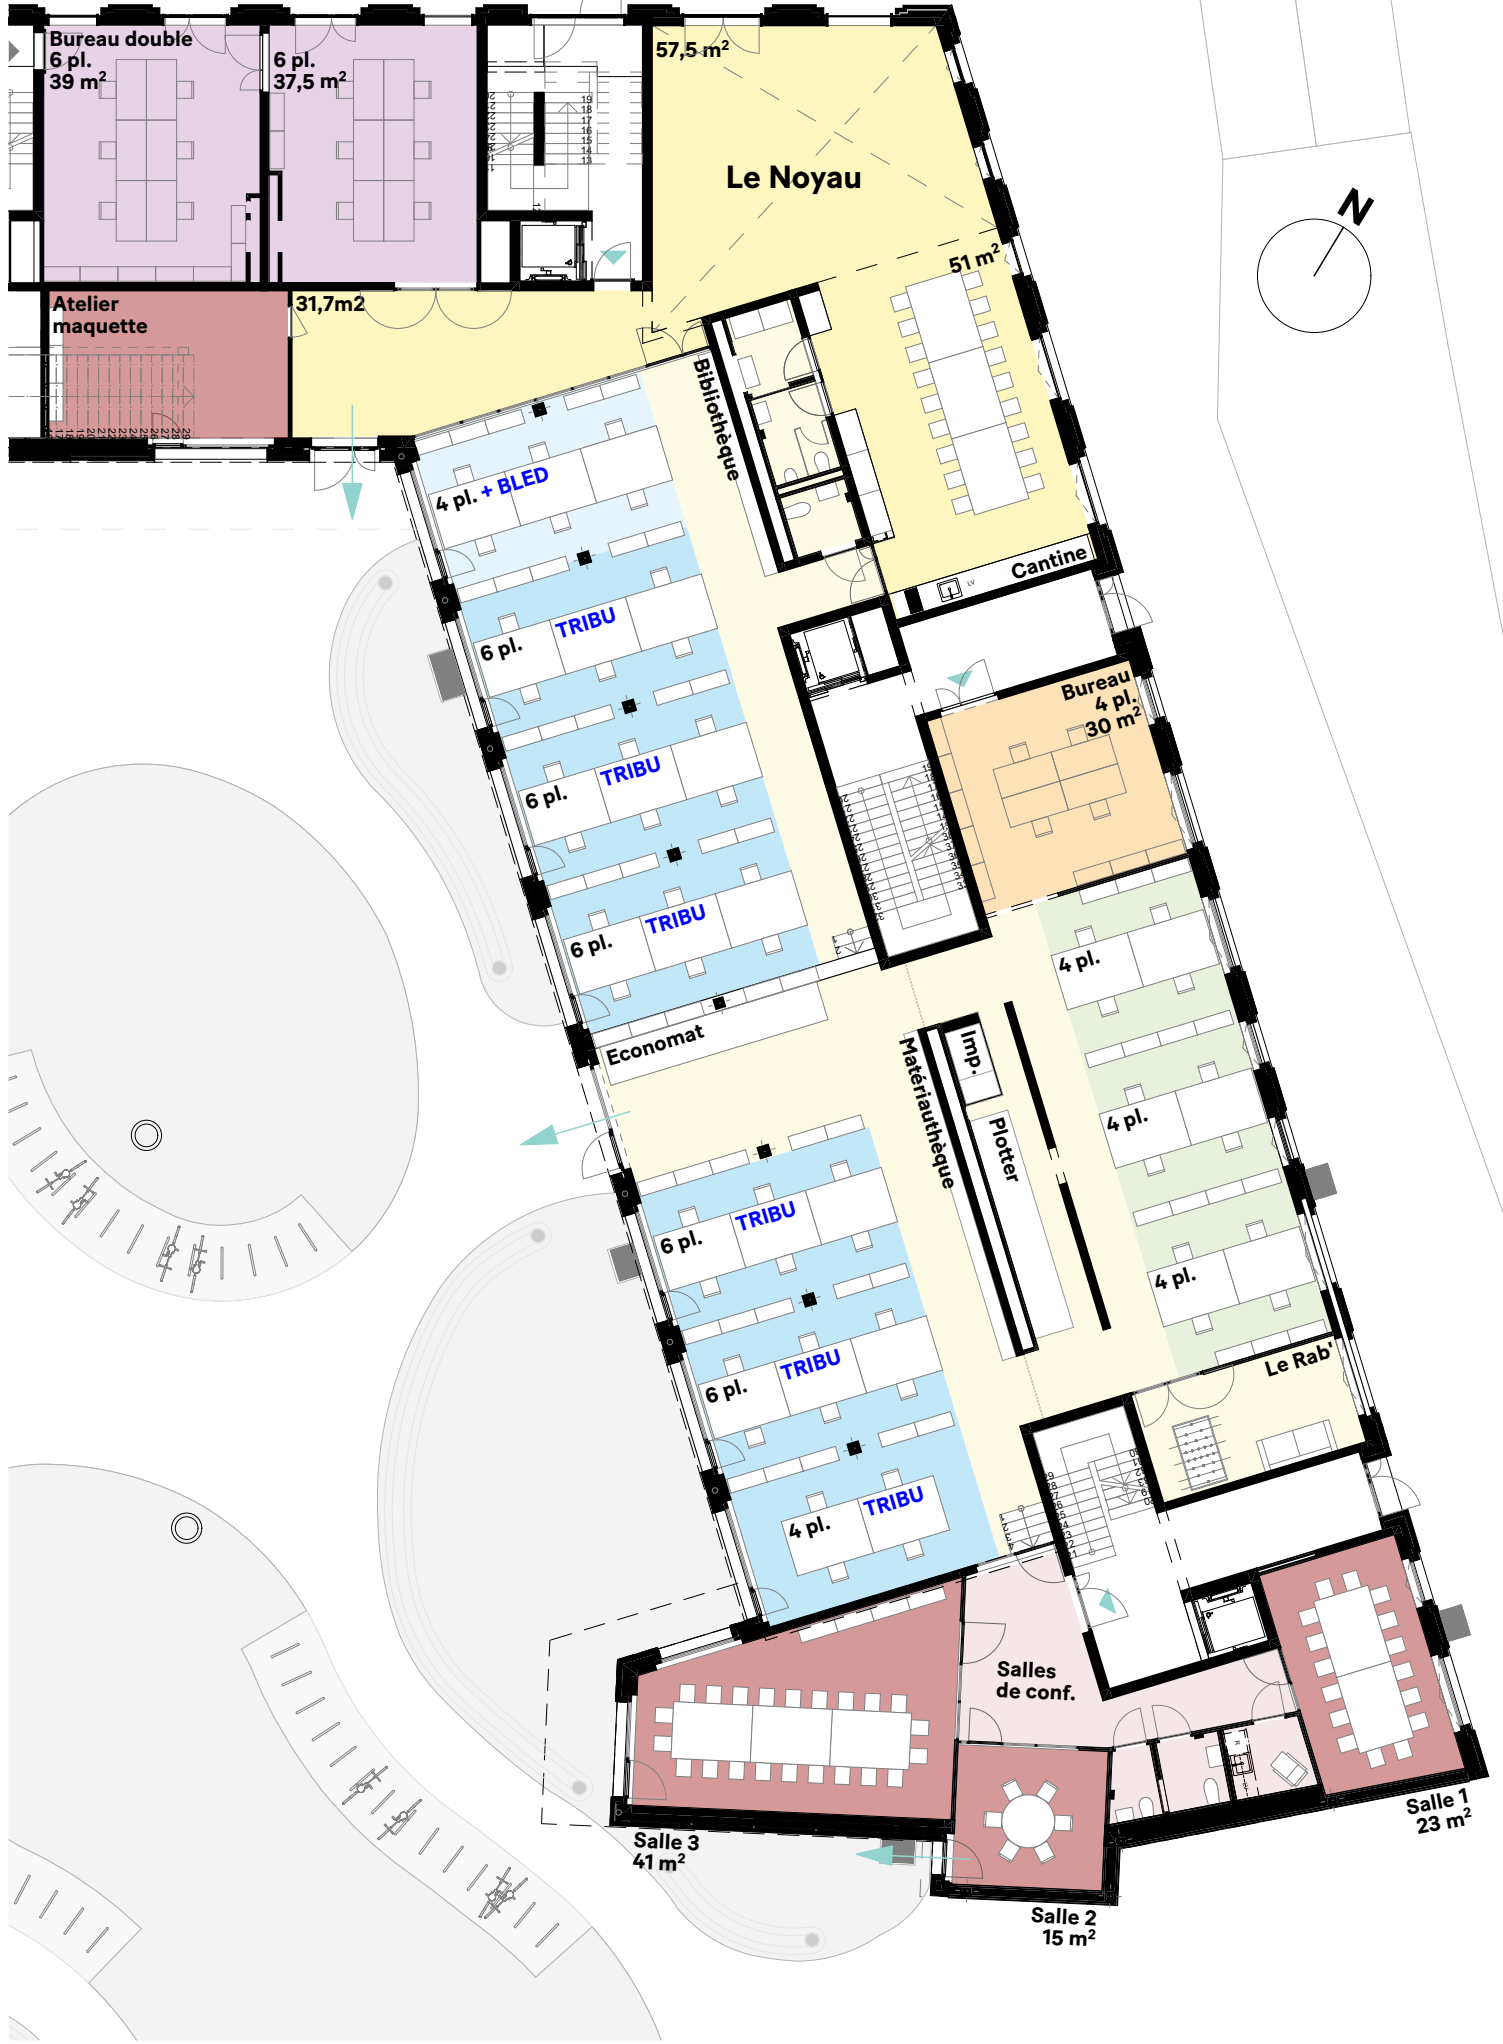 Bureau double
6 pl.
39 m²
6 pl.
37,5 m²
57,5 m²
Le Noyau
N
51 m²
Atelier
maquette
31,7m2
Bibliothèque
4 pl. + BLED
Cantine
LV
TRIBU
6 pl.
Bureau
4 pl.
30 m²
TRIBU
6 pl.
TRIBU
6 pl.
4 pl.
Economat
Matériauthèque
Imp.
Plotter
4 pl.
TRIBU
6 pl.
4 pl.
TRIBU
6 pl.
Le Rab'
TRIBU
4 pl.
Salles
de conf.
Salle 1
23 m²
Salle 3
41 m²
Salle 2
15 m²